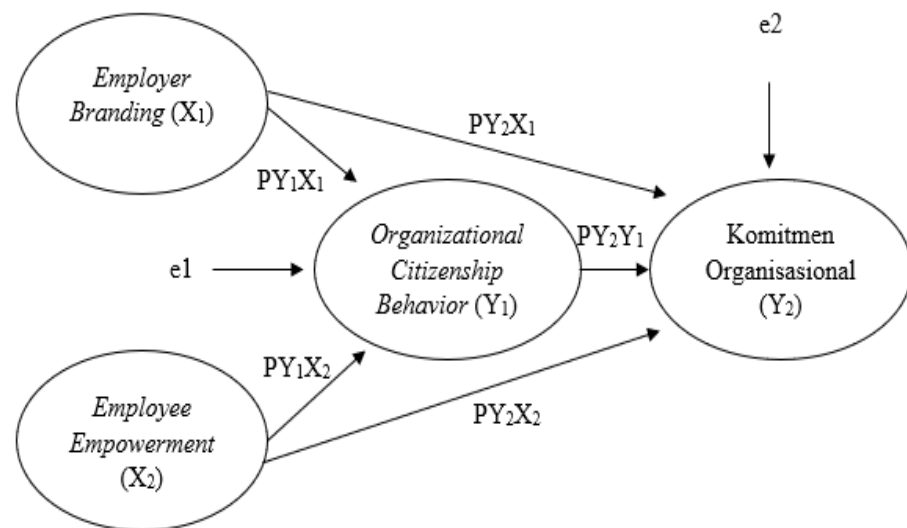 e2
Employer
Branding (X₁)
PY₂X₁
PY₁X₁
Organizational
Citizenship
Behavior (Y₁)
PY₂Y₁
Komitmen
Organisasional
(Y₂)
e1
PY₁X₂
Employee
Empowerment
(X₂)
PY₂X₂